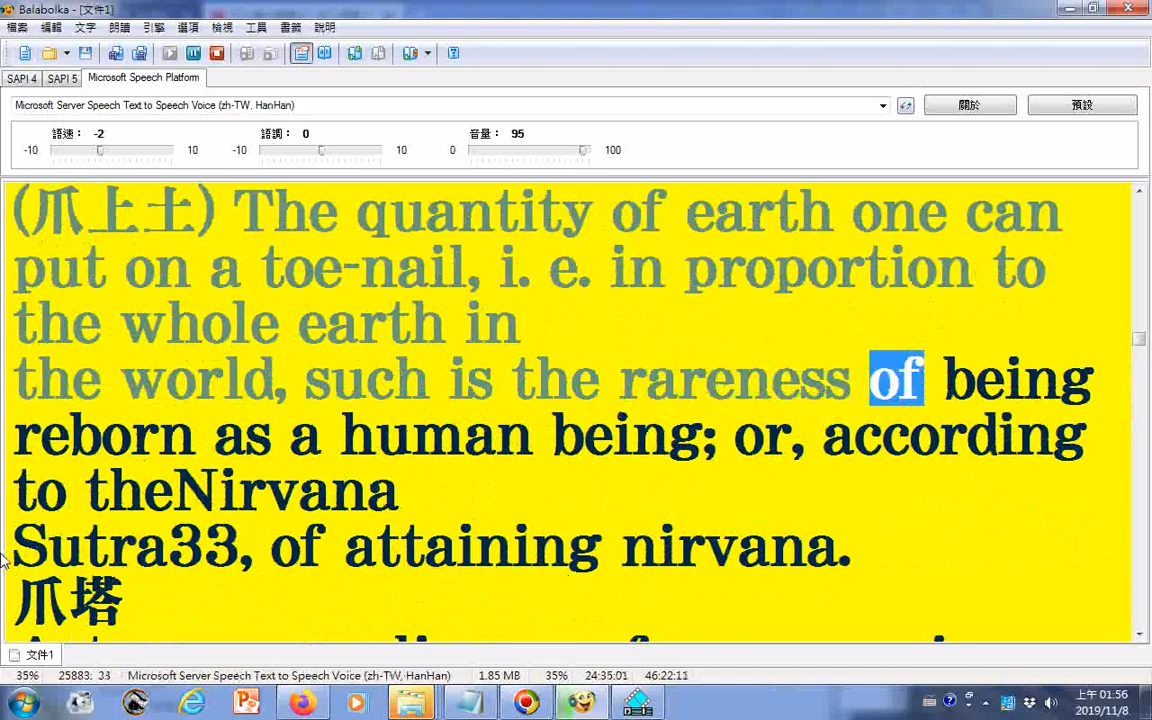 Balabolka - [文件1]
檔案 編輯 文字 朗讀 引擎 選項 檢視 工具 書籤 說明
SAPI 4 SAPI 5 Microsoft Speech Platform
Microsoft Server Speech Text to Speech Voice (zh-TW, HanHan) 關於 預設
語速： -2 語調： 0 音量： 95
-10 10 -10 10 0 100
(爪上土) The quantity of earth one can
put on a toe-nail, i. e. in proportion to
the whole earth in
the world, such is the rareness of being
reborn as a human being; or, according
to theNirvana
Sutra33, of attaining nirvana.
爪塔
文件1
35% 25883: 33 Microsoft Server Speech Text to Speech Voice (zh-TW, HanHan) 1.85 MB 35% 24:35:01 46:22:11
上午 01:56
2019/11/8